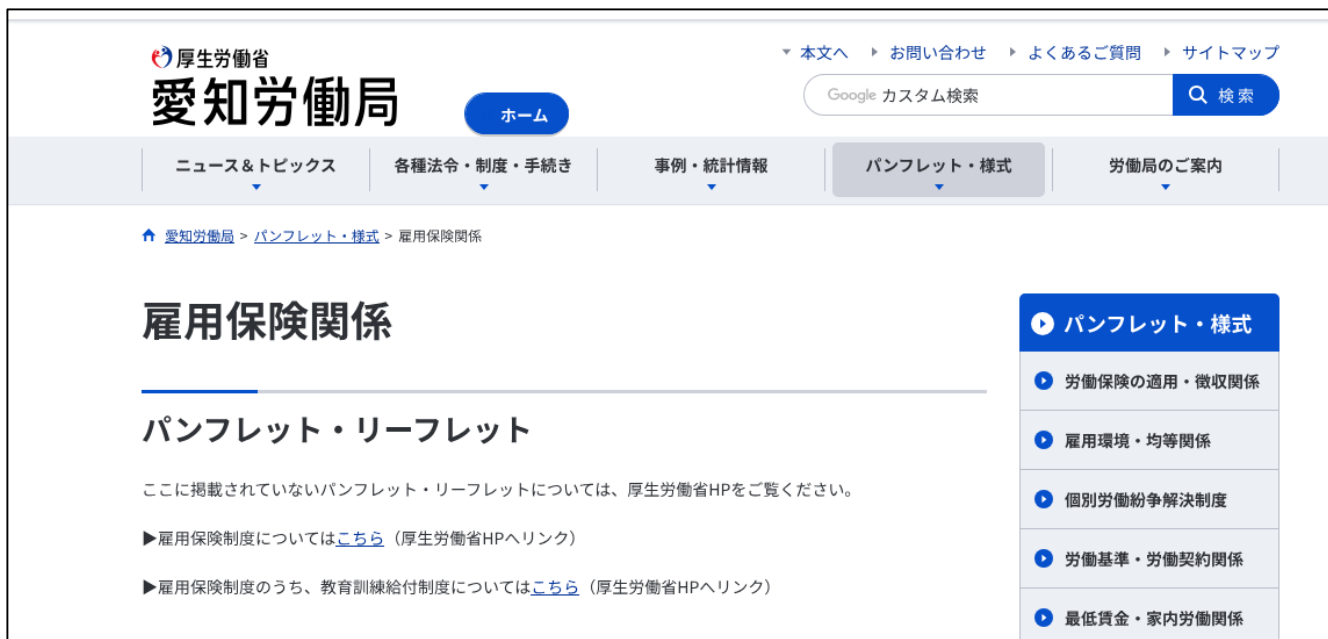 厚生労働省
愛知労働局
ホーム
本文へ お問い合わせ よくあるご質問 サイトマップ
Google カスタム検索
検索
ニュース＆トピックス 各種法令・制度・手続き 事例・統計情報 パンフレット・様式 労働局のご案内
愛知労働局 > パンフレット・様式 > 雇用保険関係
雇用保険関係
パンフレット・リーフレット
ここに掲載されていないパンフレット・リーフレットについては、厚生労働省HPをご覧ください。
▶雇用保険制度についてはこちら（厚生労働省HPへリンク）
▶雇用保険制度のうち、教育訓練給付制度についてはこちら（厚生労働省HPへリンク）
パンフレット・様式
労働保険の適用・徴収関係
雇用環境・均等関係
個別労働紛争解決制度
労働基準・労働契約関係
最低賃金・家内労働関係